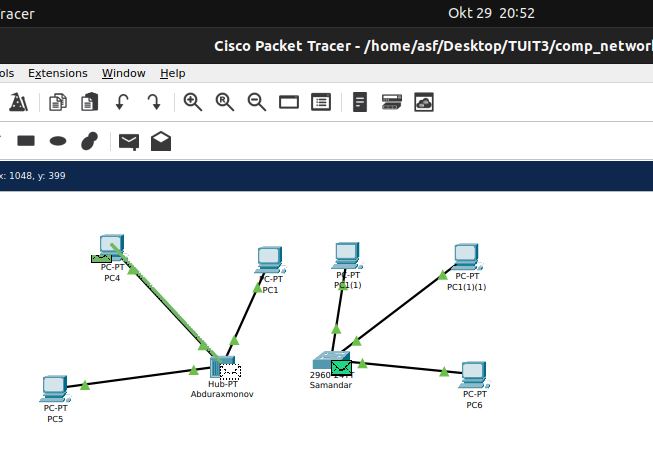 racer
Okt 29 20:52
Cisco Packet Tracer - /home/asf/Desktop/TUIT3/comp_network
ols Extensions Window Help
x: 1048, y: 399
PC-PT
PC4
PC-PT
PC1
PC-PT
PC1(1)
PC-PT
PC1(1)(1)
Hub-PT
Abduraxmonov
Samandar
PC-PT
PC5
PC-PT
PC6